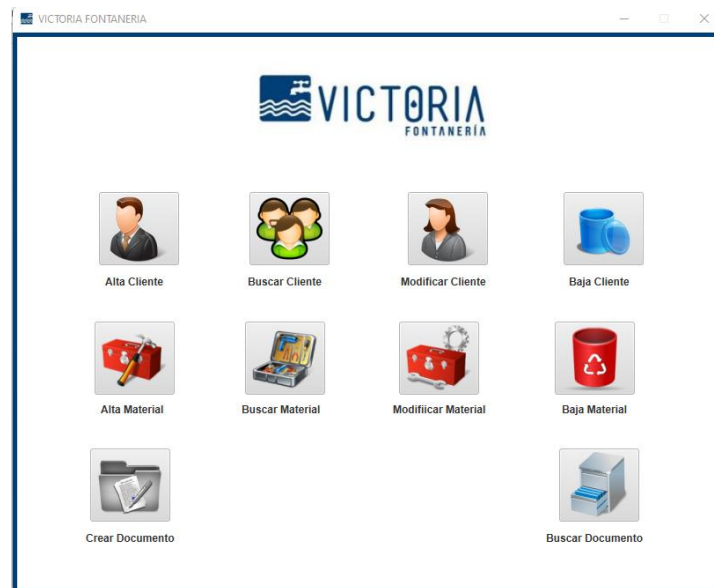 VICTORIA FONTANERIA
VICTORIA
FONTANERÍA
Alta Cliente
Buscar Cliente
Modificar Cliente
Baja Cliente
Alta Material
Buscar Material
Modifiicar Material
Baja Material
Crear Documento
Buscar Documento